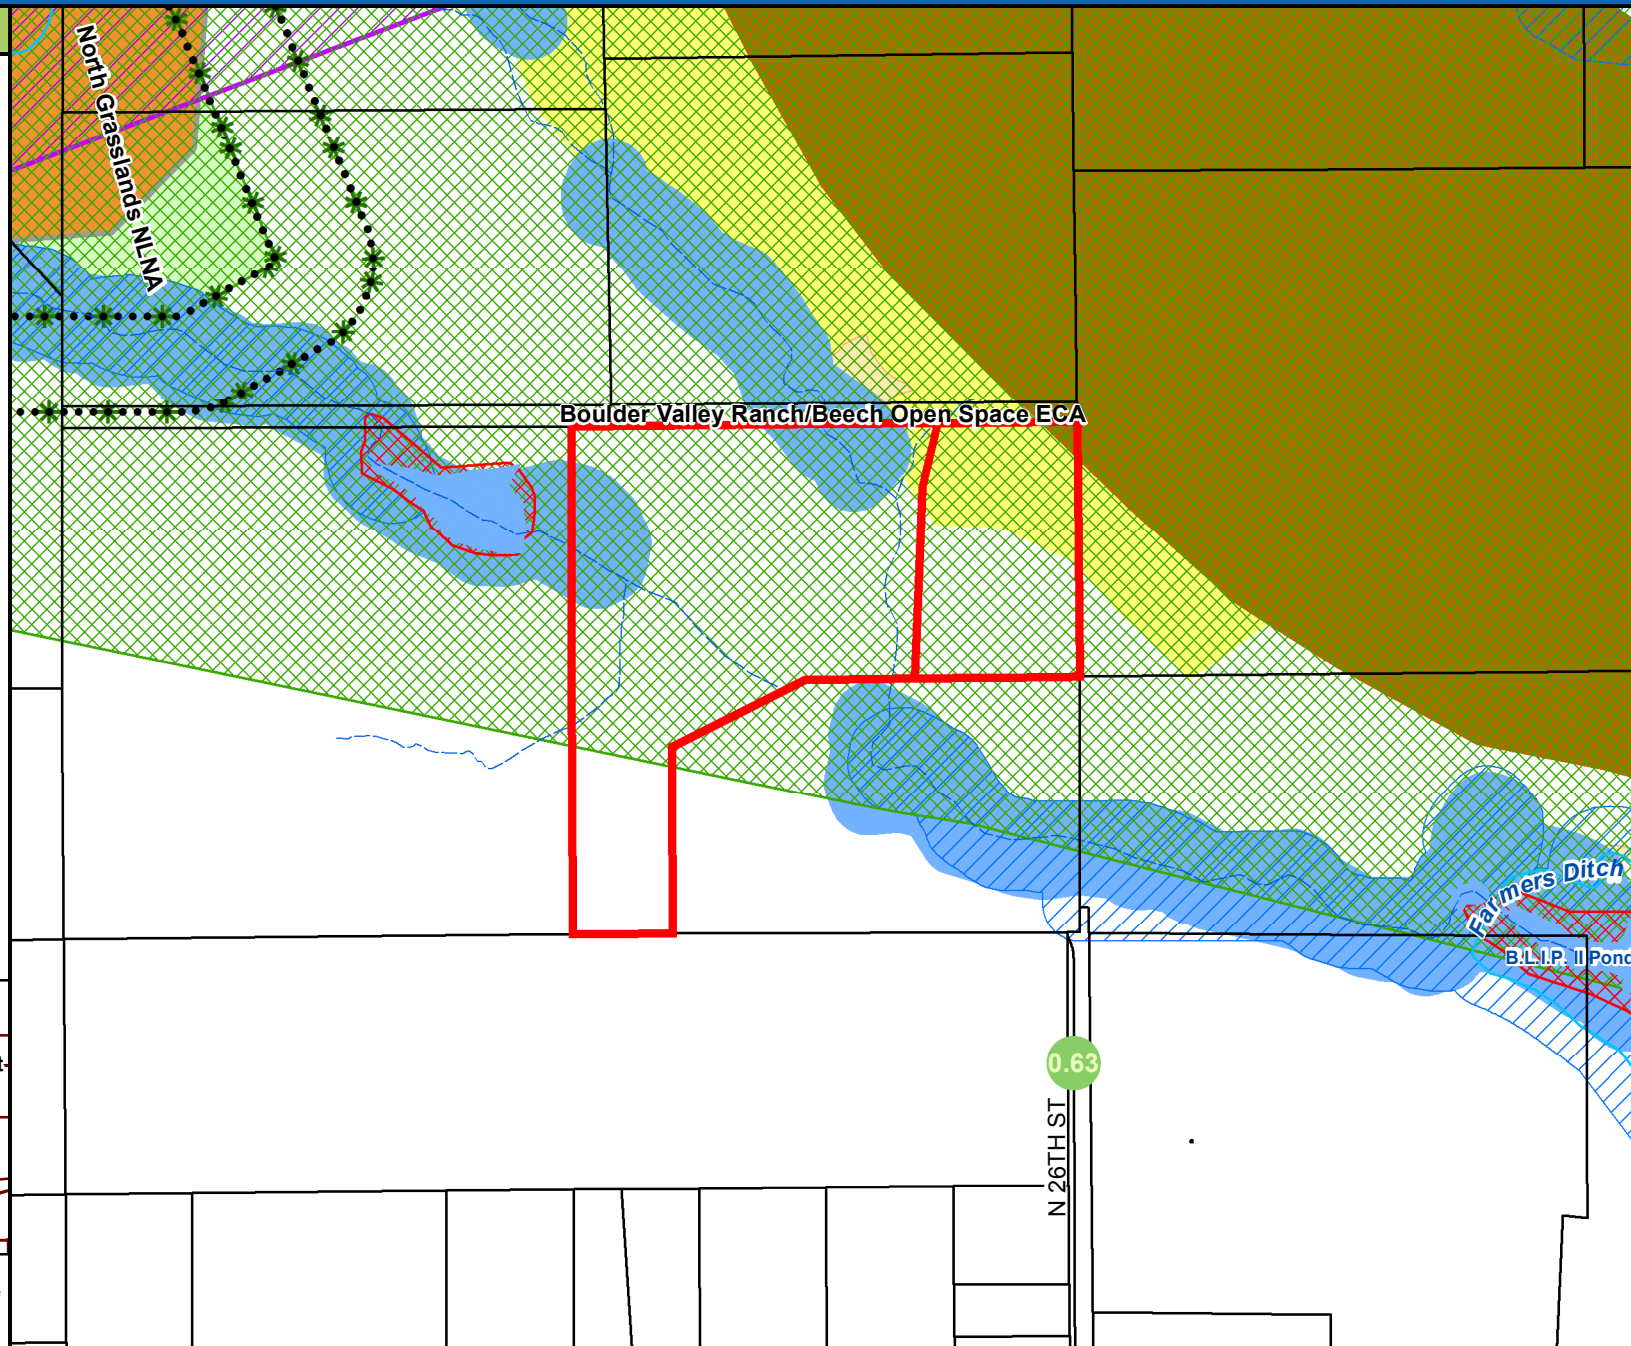 North Grasslands NLNA
Boulder Valley Ranch/Beech Open Space ECA
Farmers Ditch
B.L.I.P. II Pond
0.63
N 26TH ST